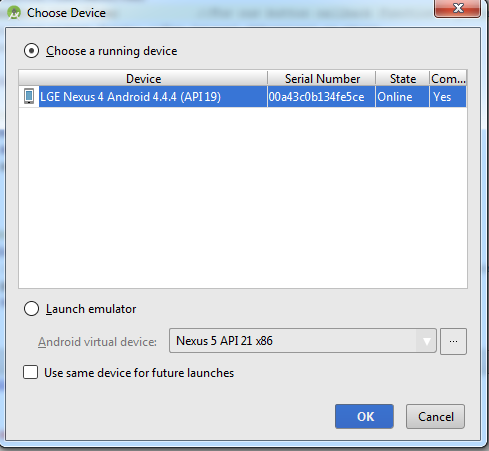 Choose Device
Choose a running device
Device Serial Number State Com...
LGE Nexus 4 Android 4.4.4 (API 19) 00a43c0b134fe5ce Online Yes
Launch emulator
Android virtual device: Nexus 5 API 21 x86 ...
Use same device for future launches
OK Cancel